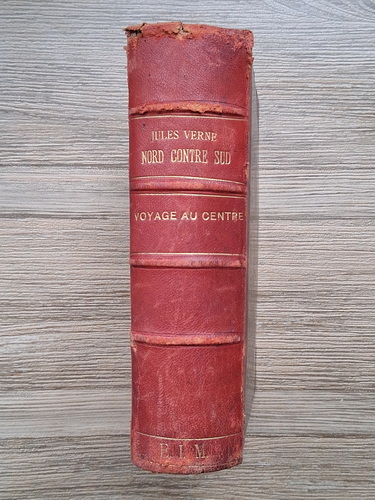 JULES VERNE
NORD CONTRE SUD
VOYAGE AU CENTRE
E I M